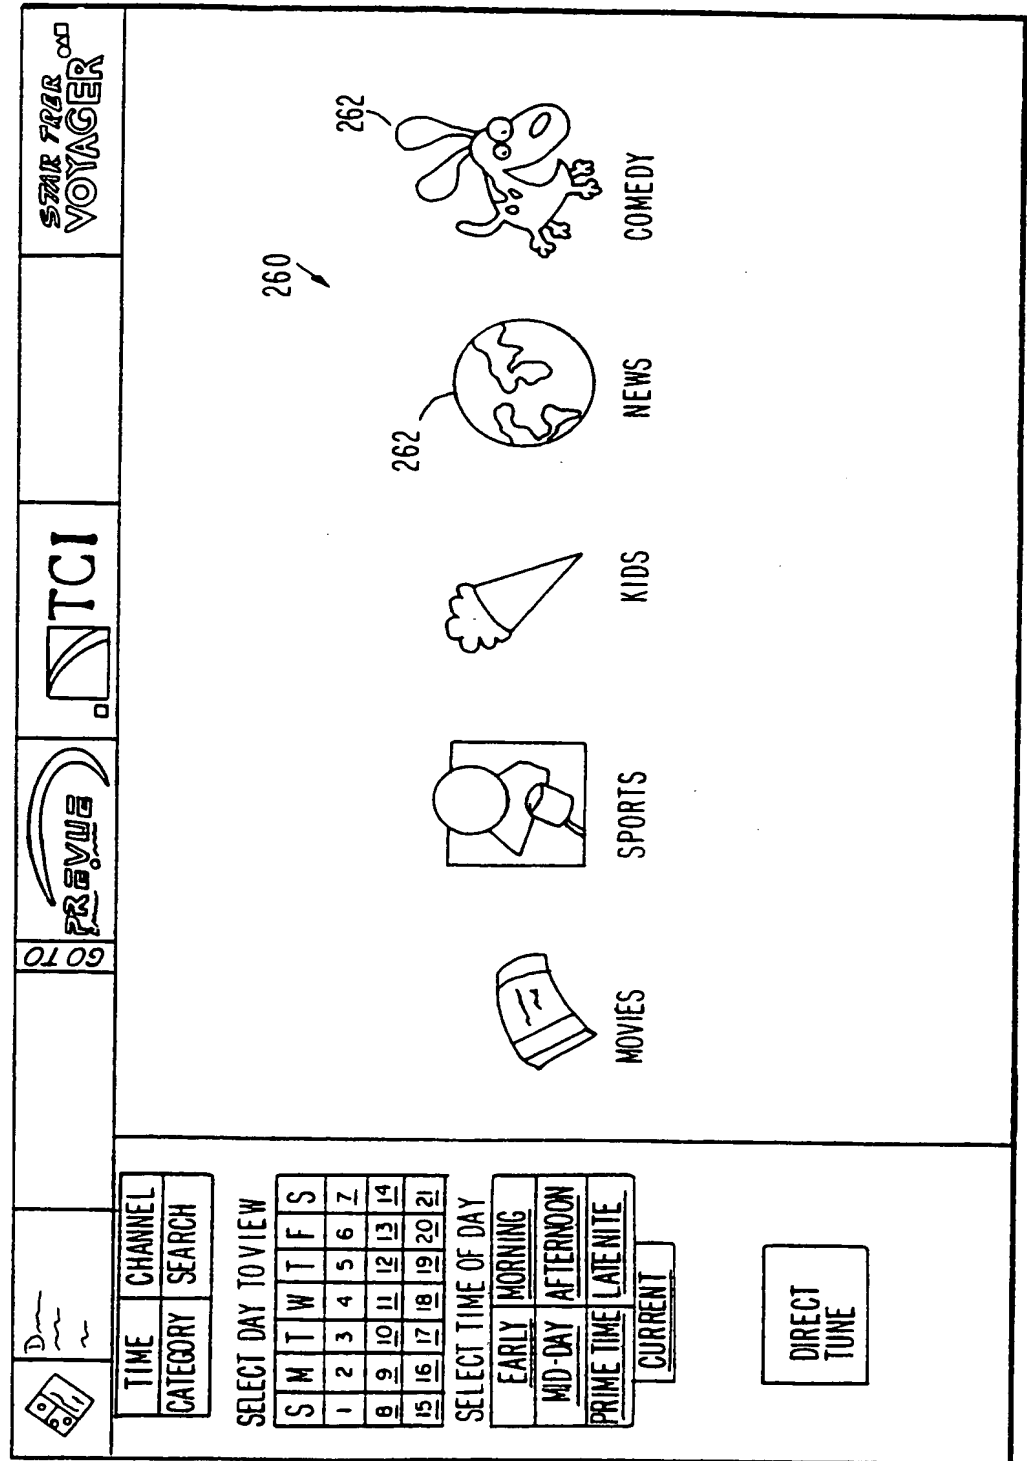 GO TO
PREVUE
TCI
STAR TREK
VOYAGER
TIME CHANNEL
CATEGORY SEARCH
SELECT DAY TO VIEW
S M T W T F S
1 2 3 4 5 6 7
8 9 10 11 12 13 14
15 16 17 18 19 20 21
SELECT TIME OF DAY
EARLY MORNING
MID-DAY AFTERNOON
PRIME TIME LATE NITE
CURRENT
DIRECT
TUNE
260
262
262
MOVIES
SPORTS
KIDS
NEWS
COMEDY